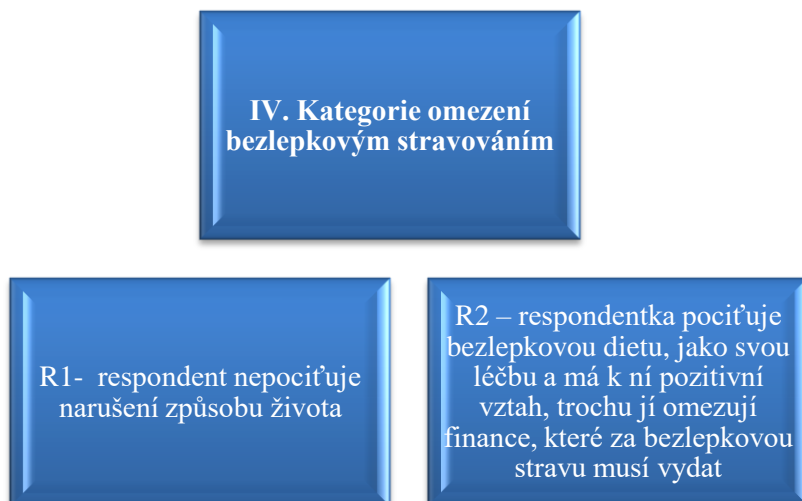 IV. Kategorie omezení
bezlepkovým stravováním
R1-  respondent nepociťuje
narušení způsobu života
R2 – respondentka pociťuje
bezlepkovou dietu, jako svou
léčbu a má k ní pozitivní
vztah, trochu jí omezují
finance, které za bezlepkovou
stravu musí vydat